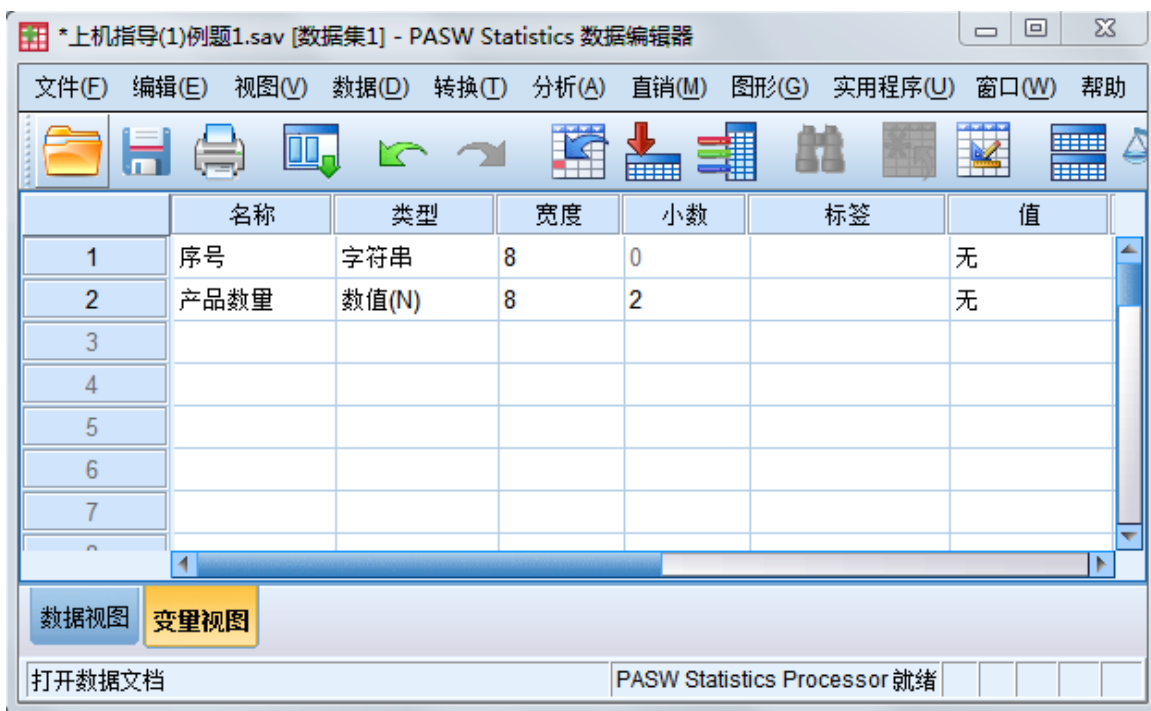 *上机指导(1)例题1.sav [数据集1] - PASW Statistics 数据编辑器
文件(F) 编辑(E) 视图(V) 数据(D) 转换(T) 分析(A) 直销(M) 图形(G) 实用程序(U) 窗口(W) 帮助
名称 类型 宽度 小数 标签 值
1 序号 字符串 8 0 无
2 产品数量 数值(N) 8 2 无
3
4
5
6
7
数据视图 变量视图
打开数据文档 PASW Statistics Processor 就绪